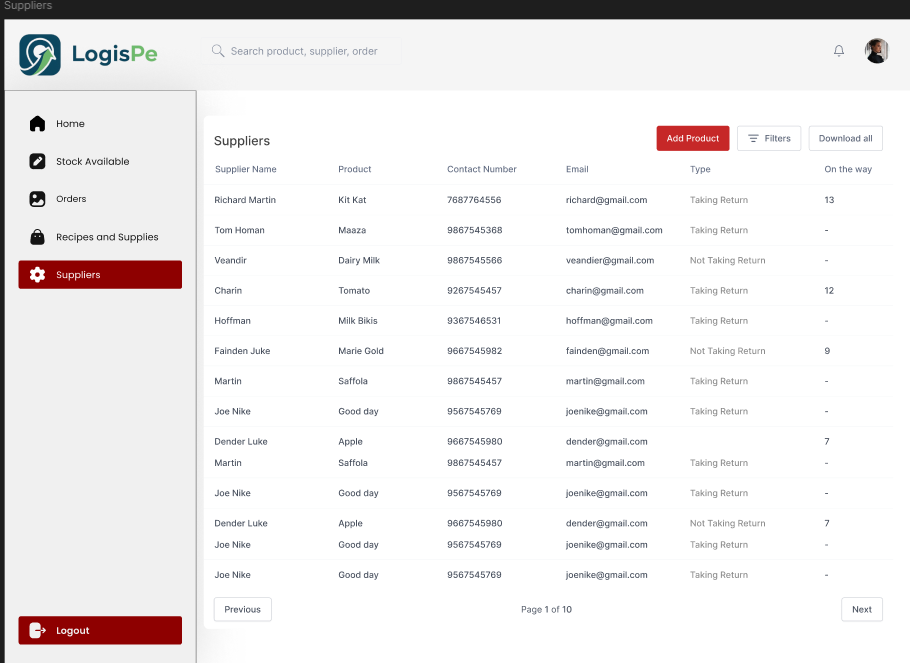 Suppliers
LogisPe
Search product, supplier, order
Home
Stock Available
Orders
Recipes and Supplies
Suppliers
Logout
Suppliers
Add Product Filters Download all
Supplier Name Product Contact Number Email Type On the way
Richard Martin Kit Kat 7687764556 richard@gmail.com Taking Return 13
Tom Homan Maaza 9867545368 tomhoman@gmail.com Taking Return -
Veandir Dairy Milk 9867545566 veandier@gmail.com Not Taking Return -
Charin Tomato 9267545457 charin@gmail.com Taking Return 12
Hoffman Milk Bikis 9367546531 hoffman@gmail.com Taking Return -
Fainden Juke Marie Gold 9667545982 fainden@gmail.com Not Taking Return 9
Martin Saffola 9867545457 martin@gmail.com Taking Return -
Joe Nike Good day 9567545769 joenike@gmail.com Taking Return -
Dender Luke Apple 9667545980 dender@gmail.com 7
Martin Saffola 9867545457 martin@gmail.com Taking Return -
Joe Nike Good day 9567545769 joenike@gmail.com Taking Return -
Dender Luke Apple 9667545980 dender@gmail.com Not Taking Return 7
Joe Nike Good day 9567545769 joenike@gmail.com Taking Return -
Joe Nike Good day 9567545769 joenike@gmail.com Taking Return -
Previous Page 1 of 10 Next